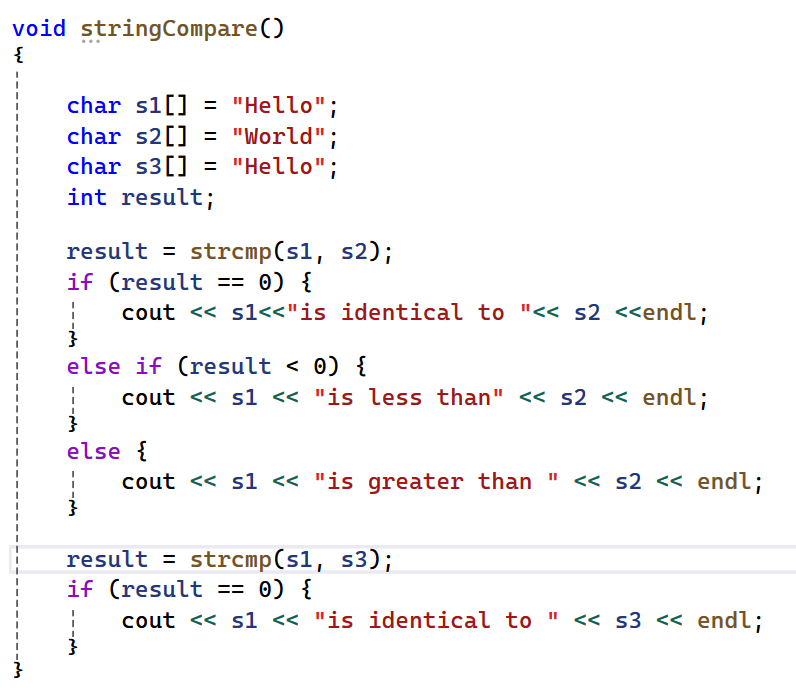 void stringCompare()
{
char s1[] = "Hello";
char s2[] = "World";
char s3[] = "Hello";
int result;
result = strcmp(s1, s2);
if (result == 0) {
cout << s1<<"is identical to "<< s2 <<endl;
}
else if (result < 0) {
cout << s1 << "is less than" << s2 << endl;
}
else {
cout << s1 << "is greater than " << s2 << endl;
}
result = strcmp(s1, s3);
if (result == 0) {
cout << s1 << "is identical to " << s3 << endl;
}
}